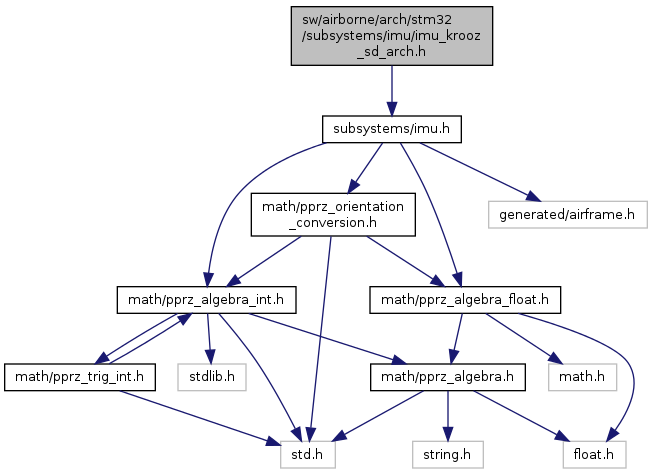 sw/airborne/arch/stm32
/subsystems/imu/imu_krooz
_sd_arch.h
subsystems/imu.h
math/pprz_orientation
_conversion.h
generated/airframe.h
math/pprz_algebra_int.h
math/pprz_algebra_float.h
math/pprz_trig_int.h
stdlib.h
math/pprz_algebra.h
math.h
std.h
string.h
float.h